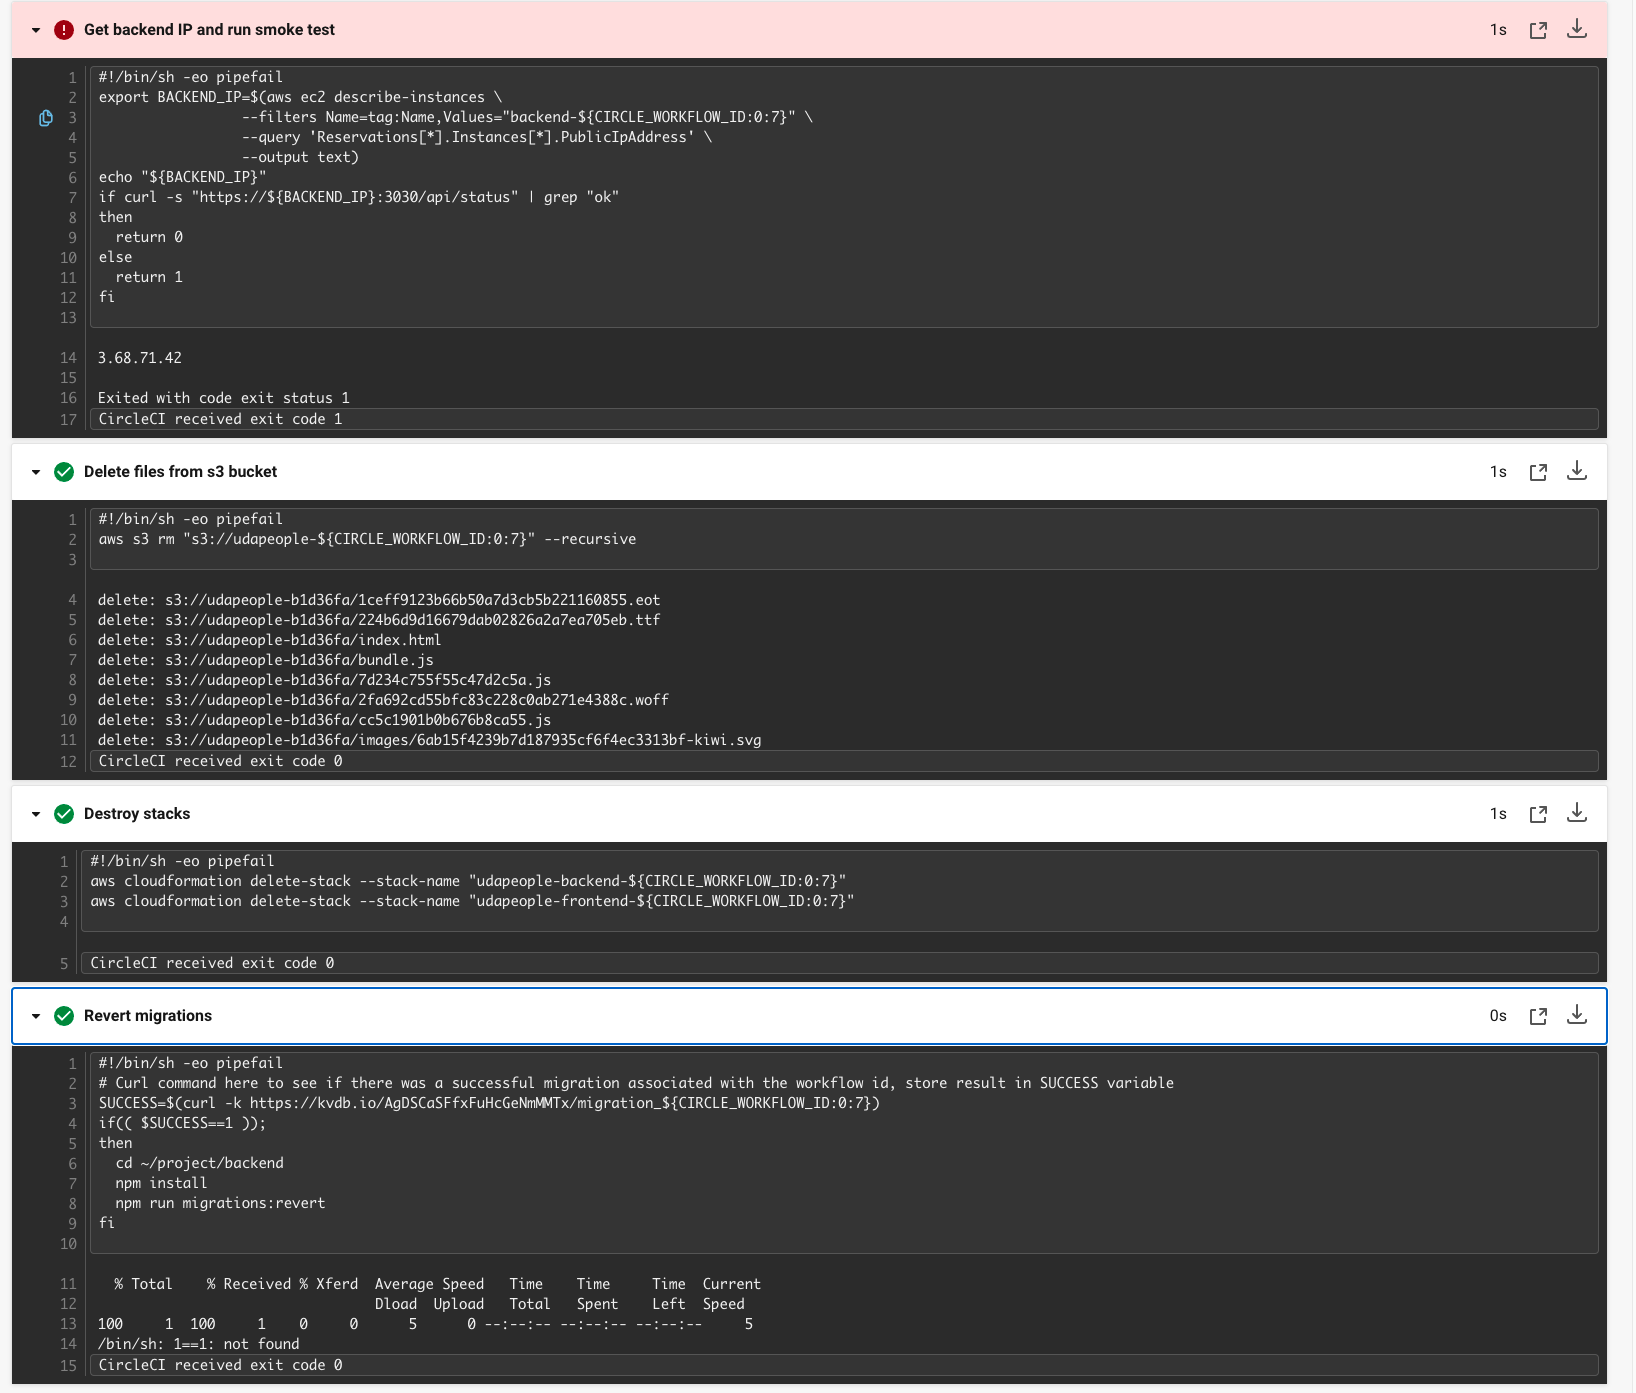 Get backend IP and run smoke test 1s
1 #!/bin/sh -eo pipefail
2 export BACKEND_IP=$(aws ec2 describe-instances \
3 --filters Name=tag:Name,Values="backend-${CIRCLE_WORKFLOW_ID:0:7}" \
4 --query 'Reservations[*].Instances[*].PublicIpAddress' \
5 --output text)
6 echo "${BACKEND_IP}"
7 if curl -s "https://${BACKEND_IP}:3030/api/status" | grep "ok"
8 then
9 return 0
10 else
11 return 1
12 fi
13
14 3.68.71.42
15
16 Exited with code exit status 1
17 CircleCI received exit code 1
Delete files from s3 bucket 1s
1 #!/bin/sh -eo pipefail
2 aws s3 rm "s3://udapeople-${CIRCLE_WORKFLOW_ID:0:7}" --recursive
3
4 delete: s3://udapeople-b1d36fa/1ceff9123b66b50a7d3cb5b221160855.eot
5 delete: s3://udapeople-b1d36fa/224b6d9d16679dab02826a2a7ea705eb.ttf
6 delete: s3://udapeople-b1d36fa/index.html
7 delete: s3://udapeople-b1d36fa/bundle.js
8 delete: s3://udapeople-b1d36fa/7d234c755f55c47d2c5a.js
9 delete: s3://udapeople-b1d36fa/2fa692cd55bfc83c228c0ab271e4388c.woff
10 delete: s3://udapeople-b1d36fa/cc5c1901b0b676b8ca55.js
11 delete: s3://udapeople-b1d36fa/images/6ab15f4239b7d187935cf6f4ec3313bf-kiwi.svg
12 CircleCI received exit code 0
Destroy stacks 1s
1 #!/bin/sh -eo pipefail
2 aws cloudformation delete-stack --stack-name "udapeople-backend-${CIRCLE_WORKFLOW_ID:0:7}"
3 aws cloudformation delete-stack --stack-name "udapeople-frontend-${CIRCLE_WORKFLOW_ID:0:7}"
4
5 CircleCI received exit code 0
Revert migrations 0s
1 #!/bin/sh -eo pipefail
2 # Curl command here to see if there was a successful migration associated with the workflow id, store result in SUCCESS variable
3 SUCCESS=$(curl -k https://kvdb.io/AgDSCaSFfxFuHcGeNmMMTx/migration_${CIRCLE_WORKFLOW_ID:0:7})
4 if(( $SUCCESS==1 ));
5 then
6 cd ~/project/backend
7 npm install
8 npm run migrations:revert
9 fi
10
11 % Total % Received % Xferd Average Speed Time Time Time Current
12 Dload Upload Total Spent Left Speed
13 100 1 100 1 0 0 5 0 --:--:-- --:--:-- --:--:-- 5
14 /bin/sh: 1==1: not found
15 CircleCI received exit code 0